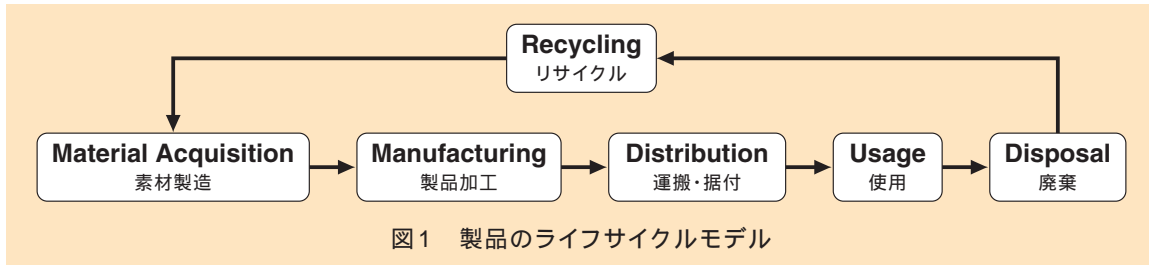 Recycling
リサイクル
Material Acquisition
素材製造
Manufacturing
製品加工
Distribution
運搬・据付
Usage
使用
Disposal
廃棄
図1 製品のライフサイクルモデル